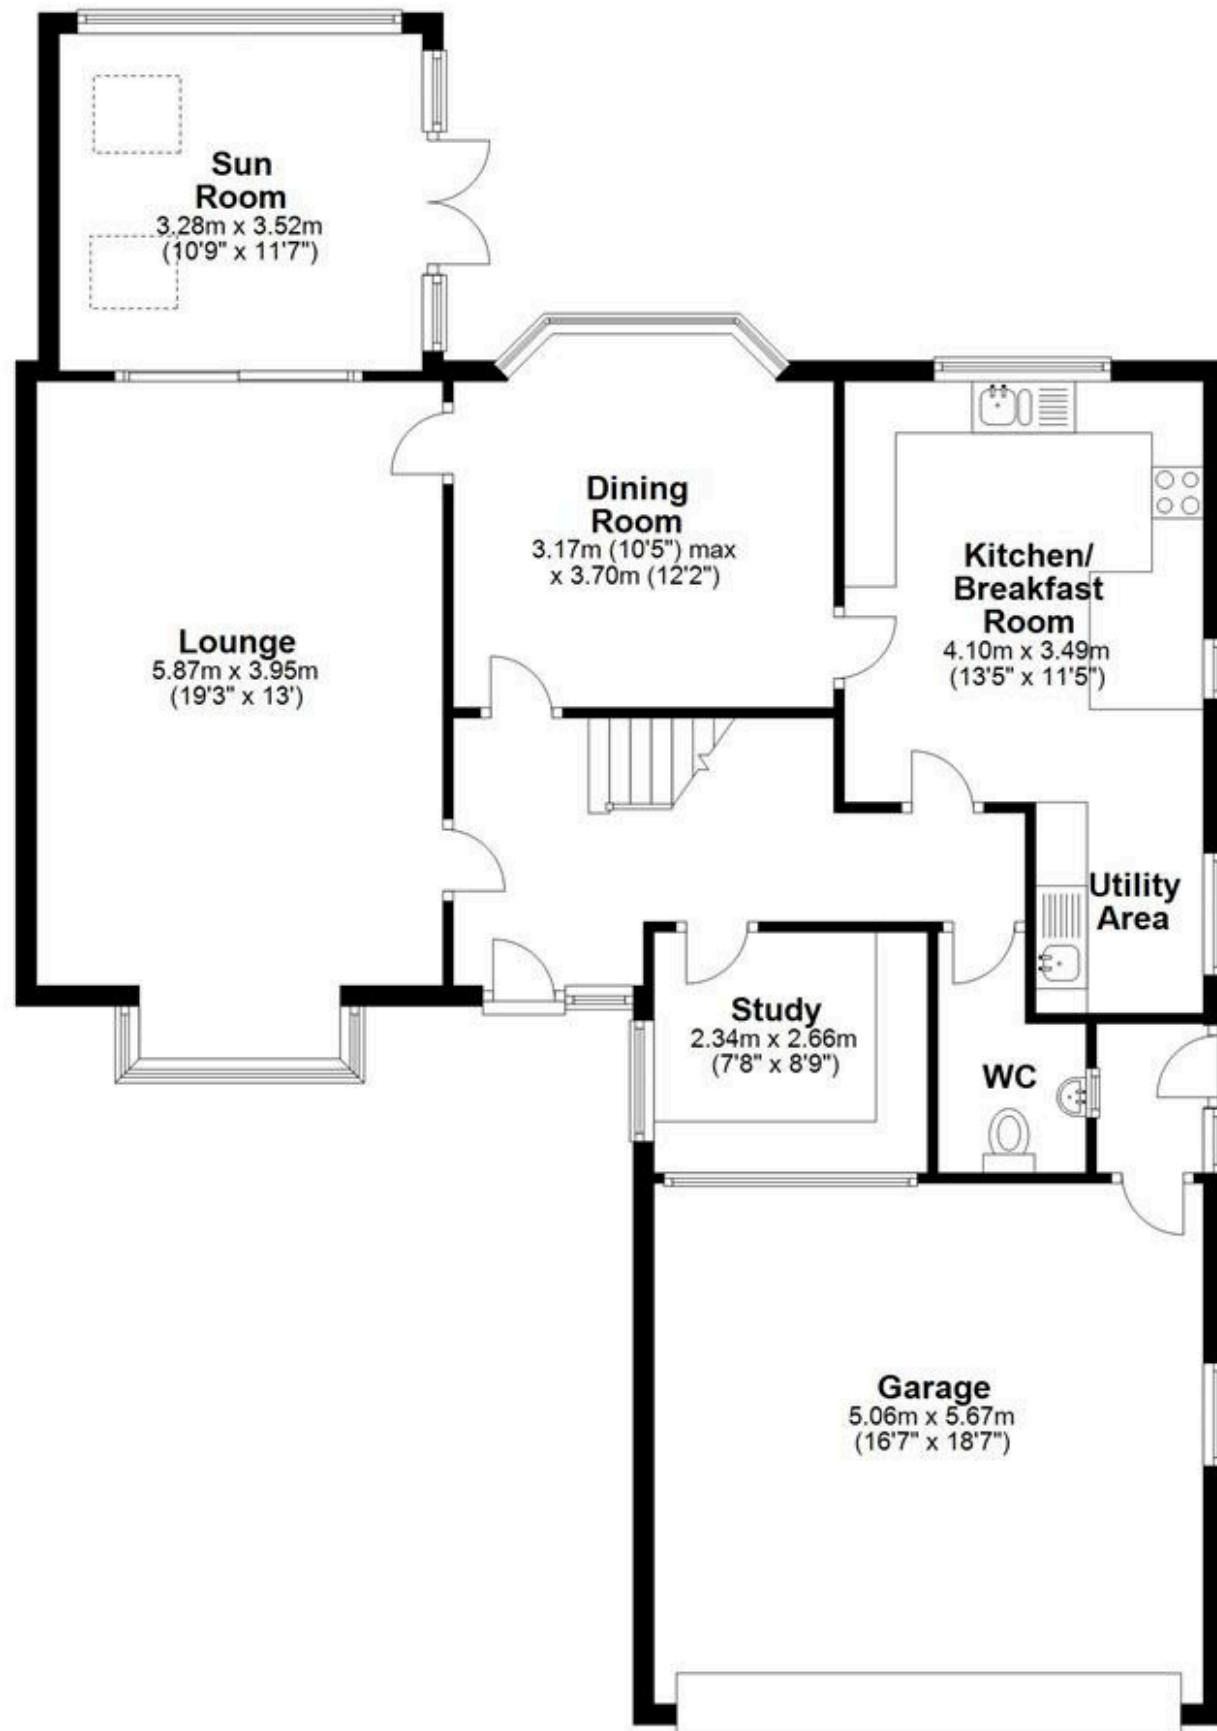 Sun
Room
3.28m x 3.52m
(10'9" x 11'7")
Dining
Room
3.17m (10'5") max
x 3.70m (12'2")
Kitchen/
Breakfast
Room
4.10m x 3.49m
(13'5" x 11'5")
Lounge
5.87m x 3.95m
(19'3" x 13')
Utility
Area
Study
2.34m x 2.66m
(7'8" x 8'9")
WC
Garage
5.06m x 5.67m
(16'7" x 18'7")